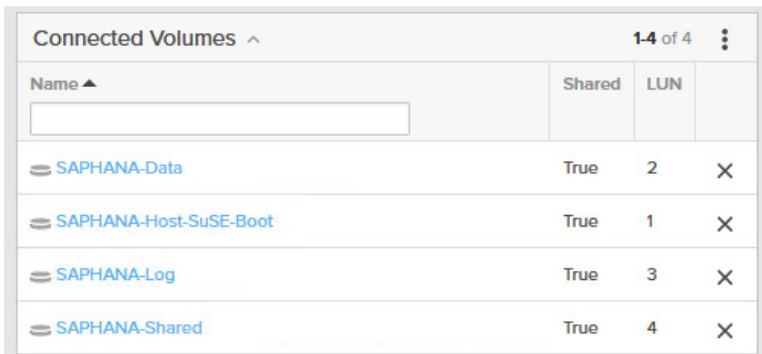 Connected Volumes 1-4 of 4
Name Shared LUN
SAPHANA-Data True 2
SAPHANA-Host-SuSE-Boot True 1
SAPHANA-Log True 3
SAPHANA-Shared True 4